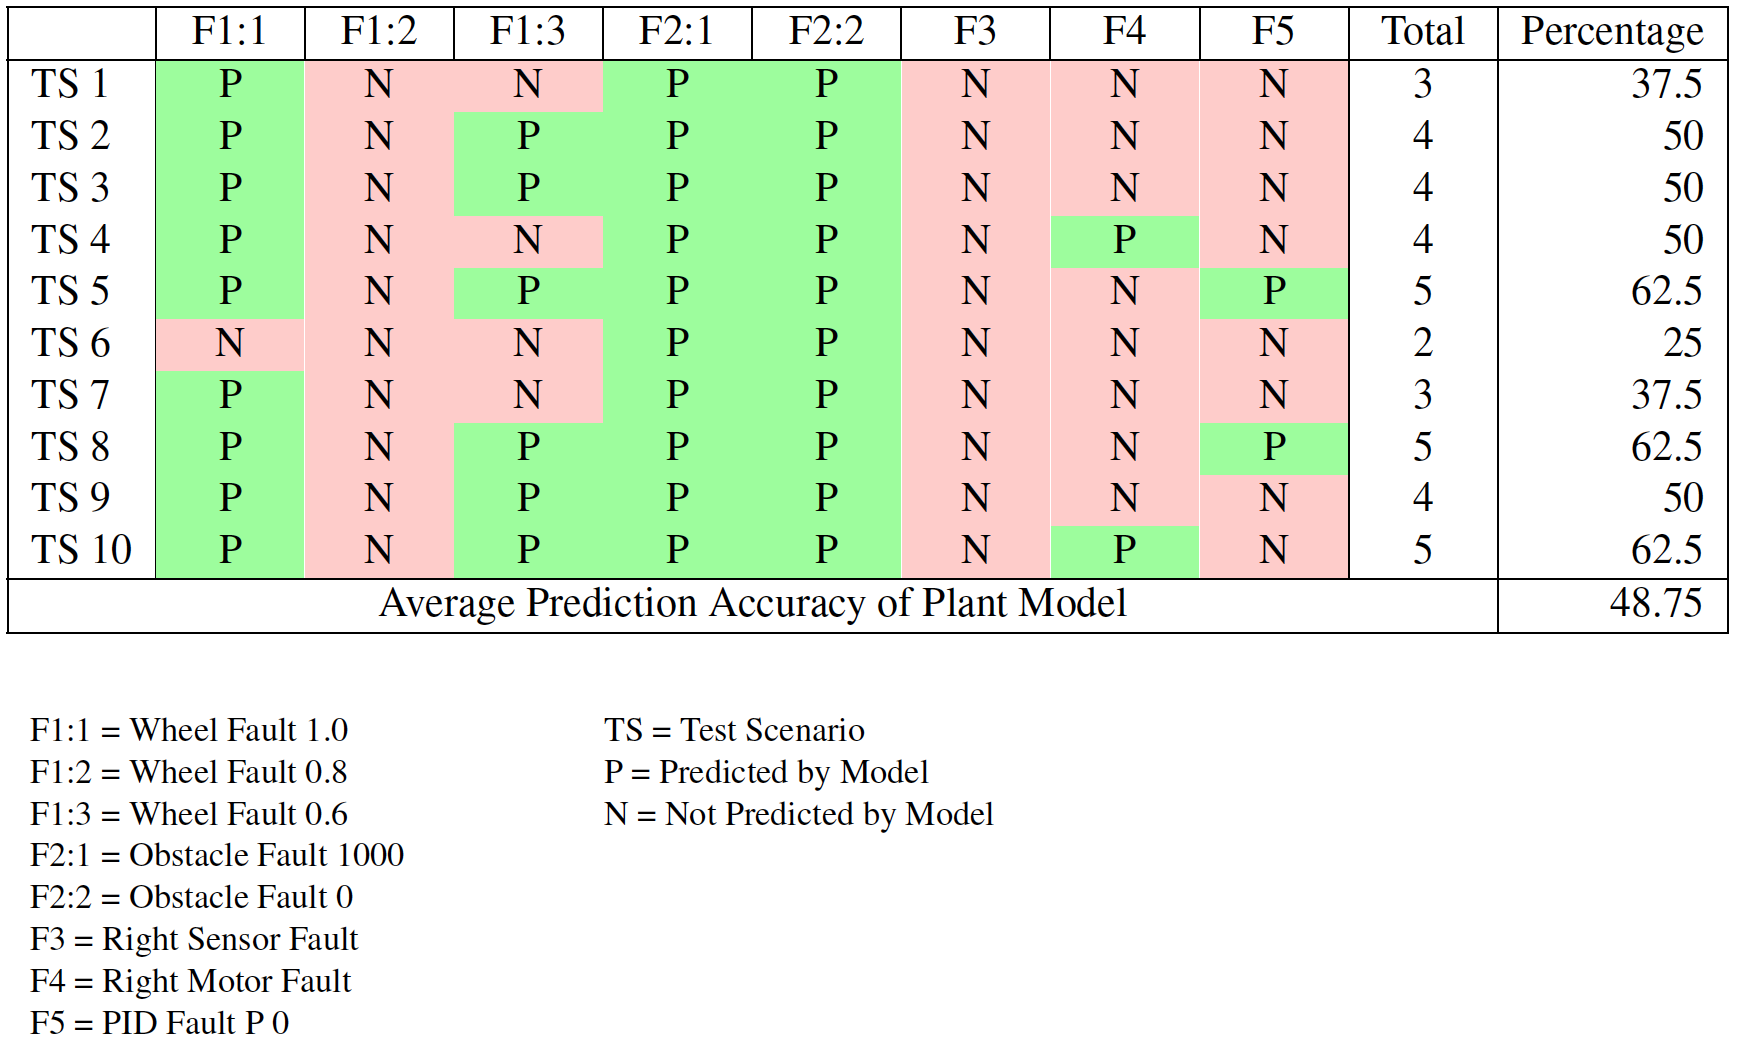 F1:1 F1:2 F1:3 F2:1 F2:2 F3 F4 F5 Total Percentage
TS 1 P N N P P N N N 3 37.5
TS 2 P N P P P N N N 4 50
TS 3 P N P P P N N N 4 50
TS 4 P N N P P N P N 4 50
TS 5 P N P P P N N P 5 62.5
TS 6 N N N P P N N N 2 25
TS 7 P N N P P N N N 3 37.5
TS 8 P N P P P N N P 5 62.5
TS 9 P N P P P N N N 4 50
TS 10 P N P P P N P N 5 62.5
Average Prediction Accuracy of Plant Model 48.75
F1:1 = Wheel Fault 1.0
F1:2 = Wheel Fault 0.8
F1:3 = Wheel Fault 0.6
F2:1 = Obstacle Fault 1000
F2:2 = Obstacle Fault 0
F3 = Right Sensor Fault
F4 = Right Motor Fault
F5 = PID Fault P 0
TS = Test Scenario
P = Predicted by Model
N = Not Predicted by Model